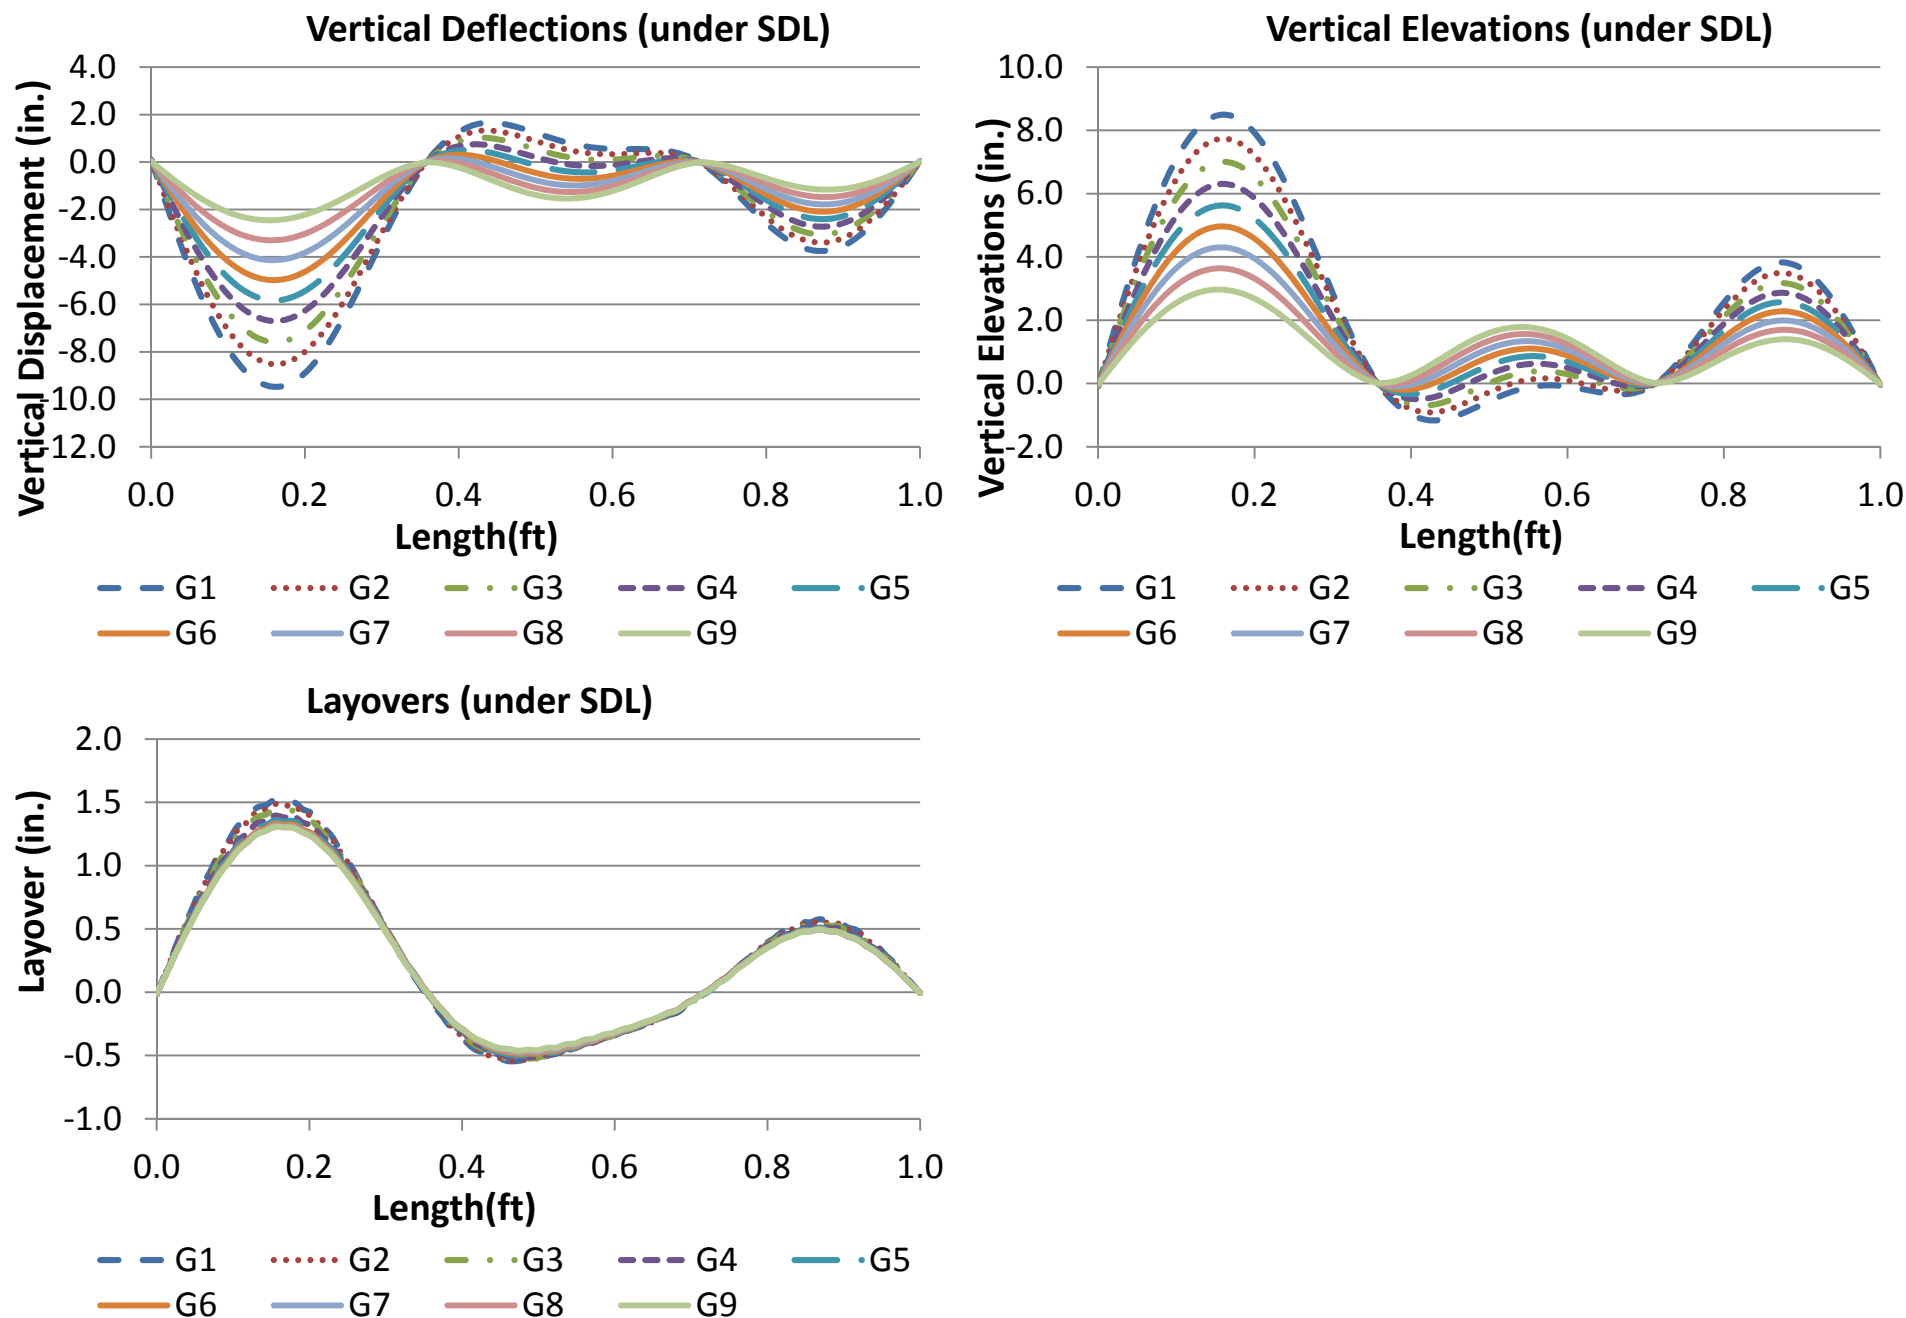 Vertical Deflections (under SDL)
Vertical Displacement (in.)
4.0
2.0
0.0
-2.0
-4.0
-6.0
-8.0
-10.0
-12.0
0.0 0.2 0.4 0.6 0.8 1.0
Length(ft)
G1 G2 G3 G4 G5
G6 G7 G8 G9
Vertical Elevations (under SDL)
Vertical Elevations (in.)
10.0
8.0
6.0
4.0
2.0
0.0
-2.0
0.0 0.2 0.4 0.6 0.8 1.0
Length(ft)
G1 G2 G3 G4 G5
G6 G7 G8 G9
Layovers (under SDL)
Layover (in.)
2.0
1.5
1.0
0.5
0.0
-0.5
-1.0
0.0 0.2 0.4 0.6 0.8 1.0
Length(ft)
G1 G2 G3 G4 G5
G6 G7 G8 G9